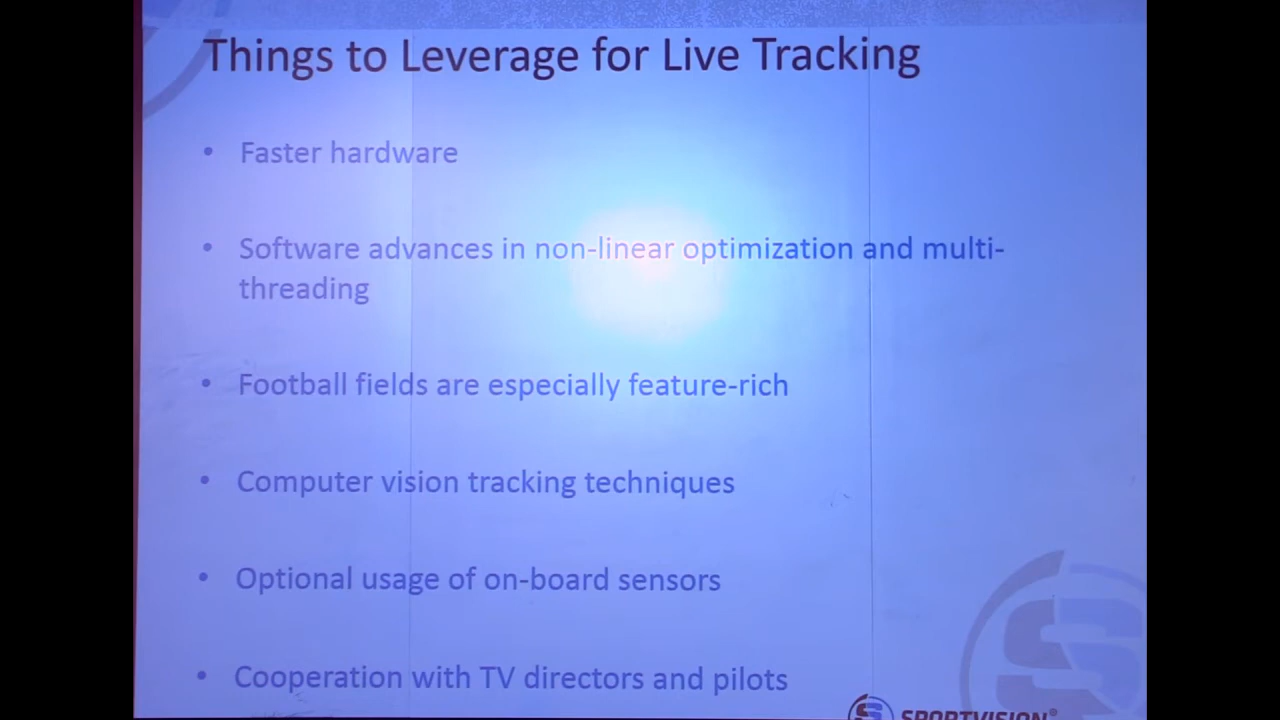 Things to Leverage for Live Tracking
• Faster hardware
• Software advances in non-linear optimization and multi-
threading
• Football fields are especially feature-rich
• Computer vision tracking techniques
• Optional usage of on-board sensors
• Cooperation with TV directors and pilots
SPORTVISION®